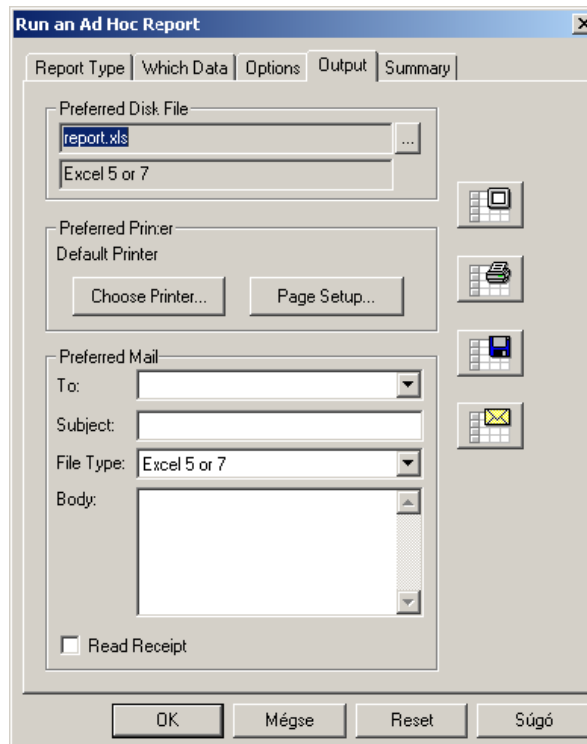 Run an Ad Hoc Report
Report Type Which Data Options Output Summary
Preferred Disk File
report.xls
...
Excel 5 or 7
Preferred Printer
Default Printer
Choose Printer... Page Setup...
Preferred Mail
To:
Subject:
File Type: Excel 5 or 7
Body:
Read Receipt
OK Mégse Reset Súgó